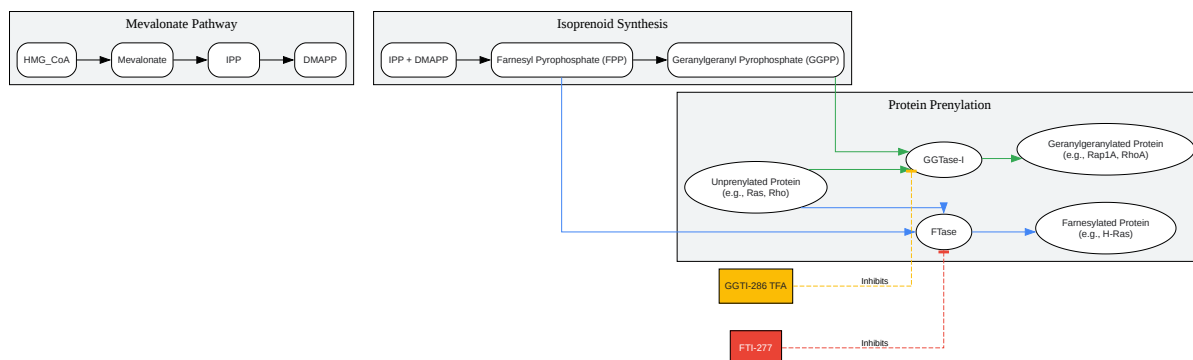 Mevalonate Pathway
HMG_CoA
Mevalonate
IPP
DMAPP
Isoprenoid Synthesis
IPP + DMAPP
Farnesyl Pyrophosphate (FPP)
Geranylgeranyl Pyrophosphate (GGPP)
Protein Prenylation
Unprenylated Protein
(e.g., Ras, Rho)
GGTase-I
Geranylgeranylated Protein
(e.g., Rap1A, RhoA)
FTase
Farnesylated Protein
(e.g., H-Ras)
GGTI-286 TFA
Inhibits
FTI-277
Inhibits